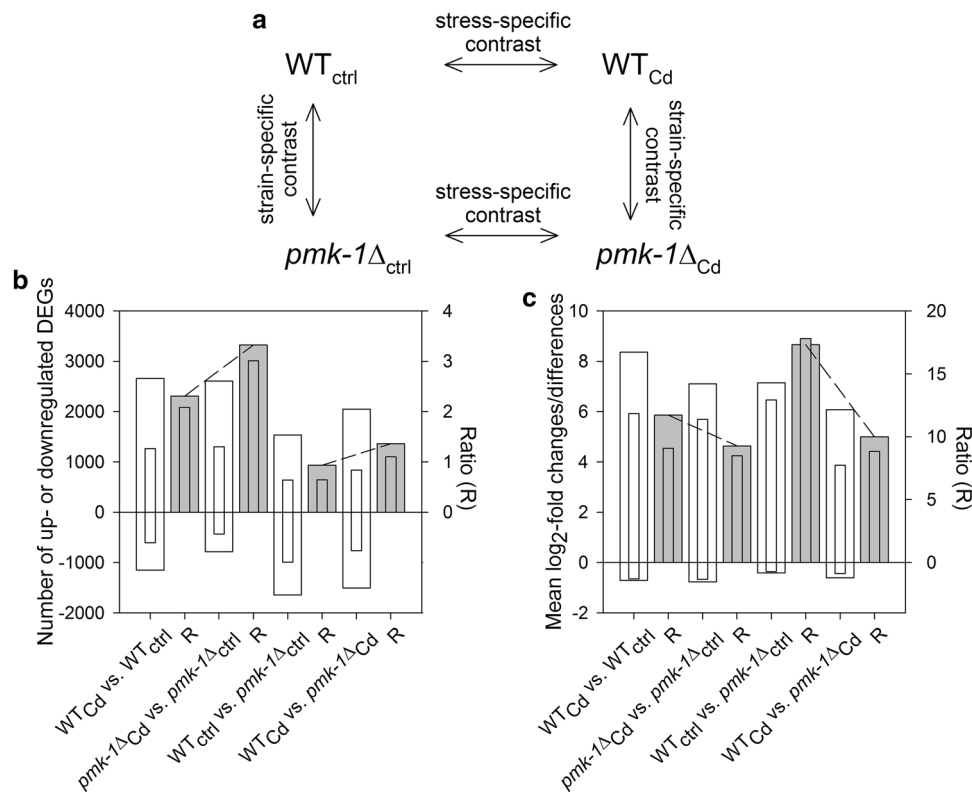 a
stress-specific
contrast
WTctrl
WTCd
strain-specific
contrast
strain-specific
contrast
stress-specific
contrast
pmk-1Δctrl
pmk-1ΔCd
b
Number of up- or downregulated DEGs
4000
3000
2000
1000
0
-1000
-2000
4
3
2
1
0
Ratio (R)
WTCd vs. WTctrl
R
pmk-1ΔCd vs. pmk-1Δctrl
R
WTctrl vs. pmk-1Δctrl
R
WTCd vs. pmk-1ΔCd
R
c
Mean log2-fold changes/differences
10
8
6
4
2
0
-2
20
15
10
5
0
Ratio (R)
WTCd vs. WTctrl
R
pmk-1ΔCd vs. pmk-1Δctrl
R
WTctrl vs. pmk-1Δctrl
R
WTCd vs. pmk-1ΔCd
R